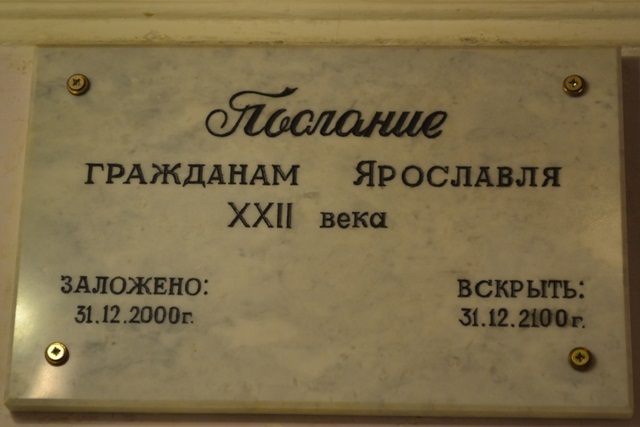 Послание
ГРАЖДАНАМ ЯРОСЛАВЛЯ
XXII века
ЗАЛОЖЕНО: ВСКРЫТЬ:
31.12.2000г. 31.12.2100г.